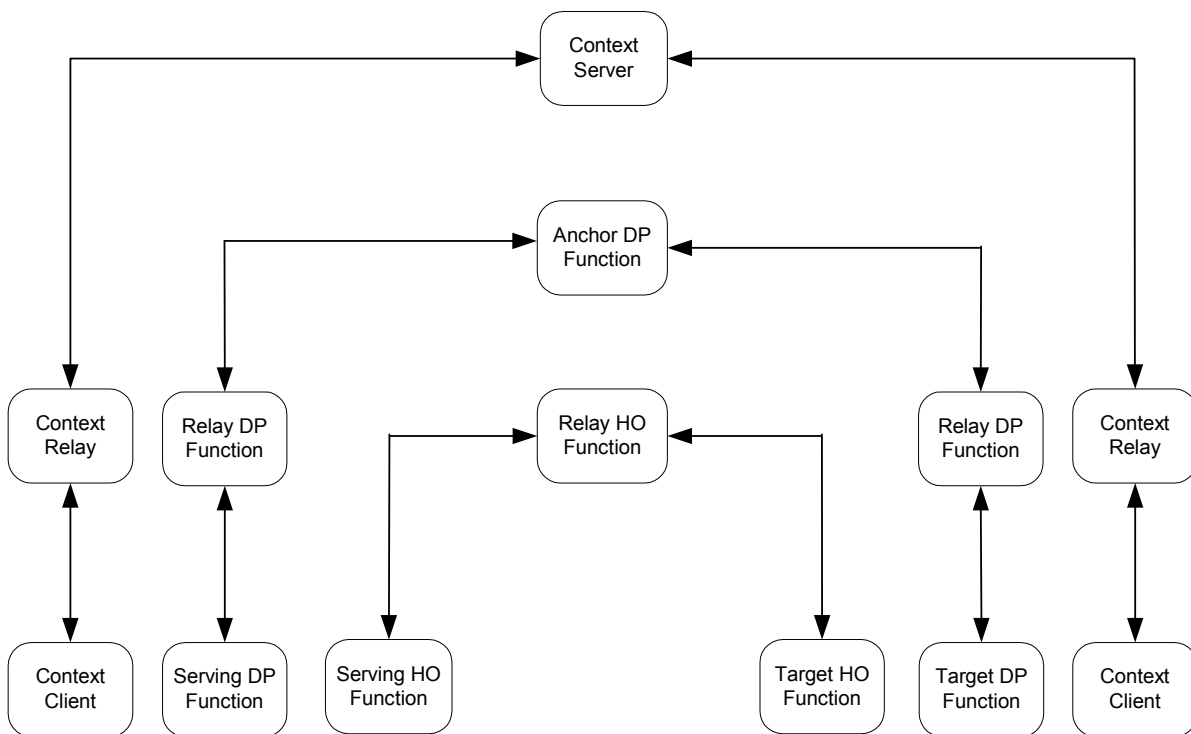 Context
Server
Anchor DP
Function
Context
Relay
Relay DP
Function
Relay HO
Function
Relay DP
Function
Context
Relay
Context
Client
Serving DP
Function
Serving HO
Function
Target HO
Function
Target DP
Function
Context
Client